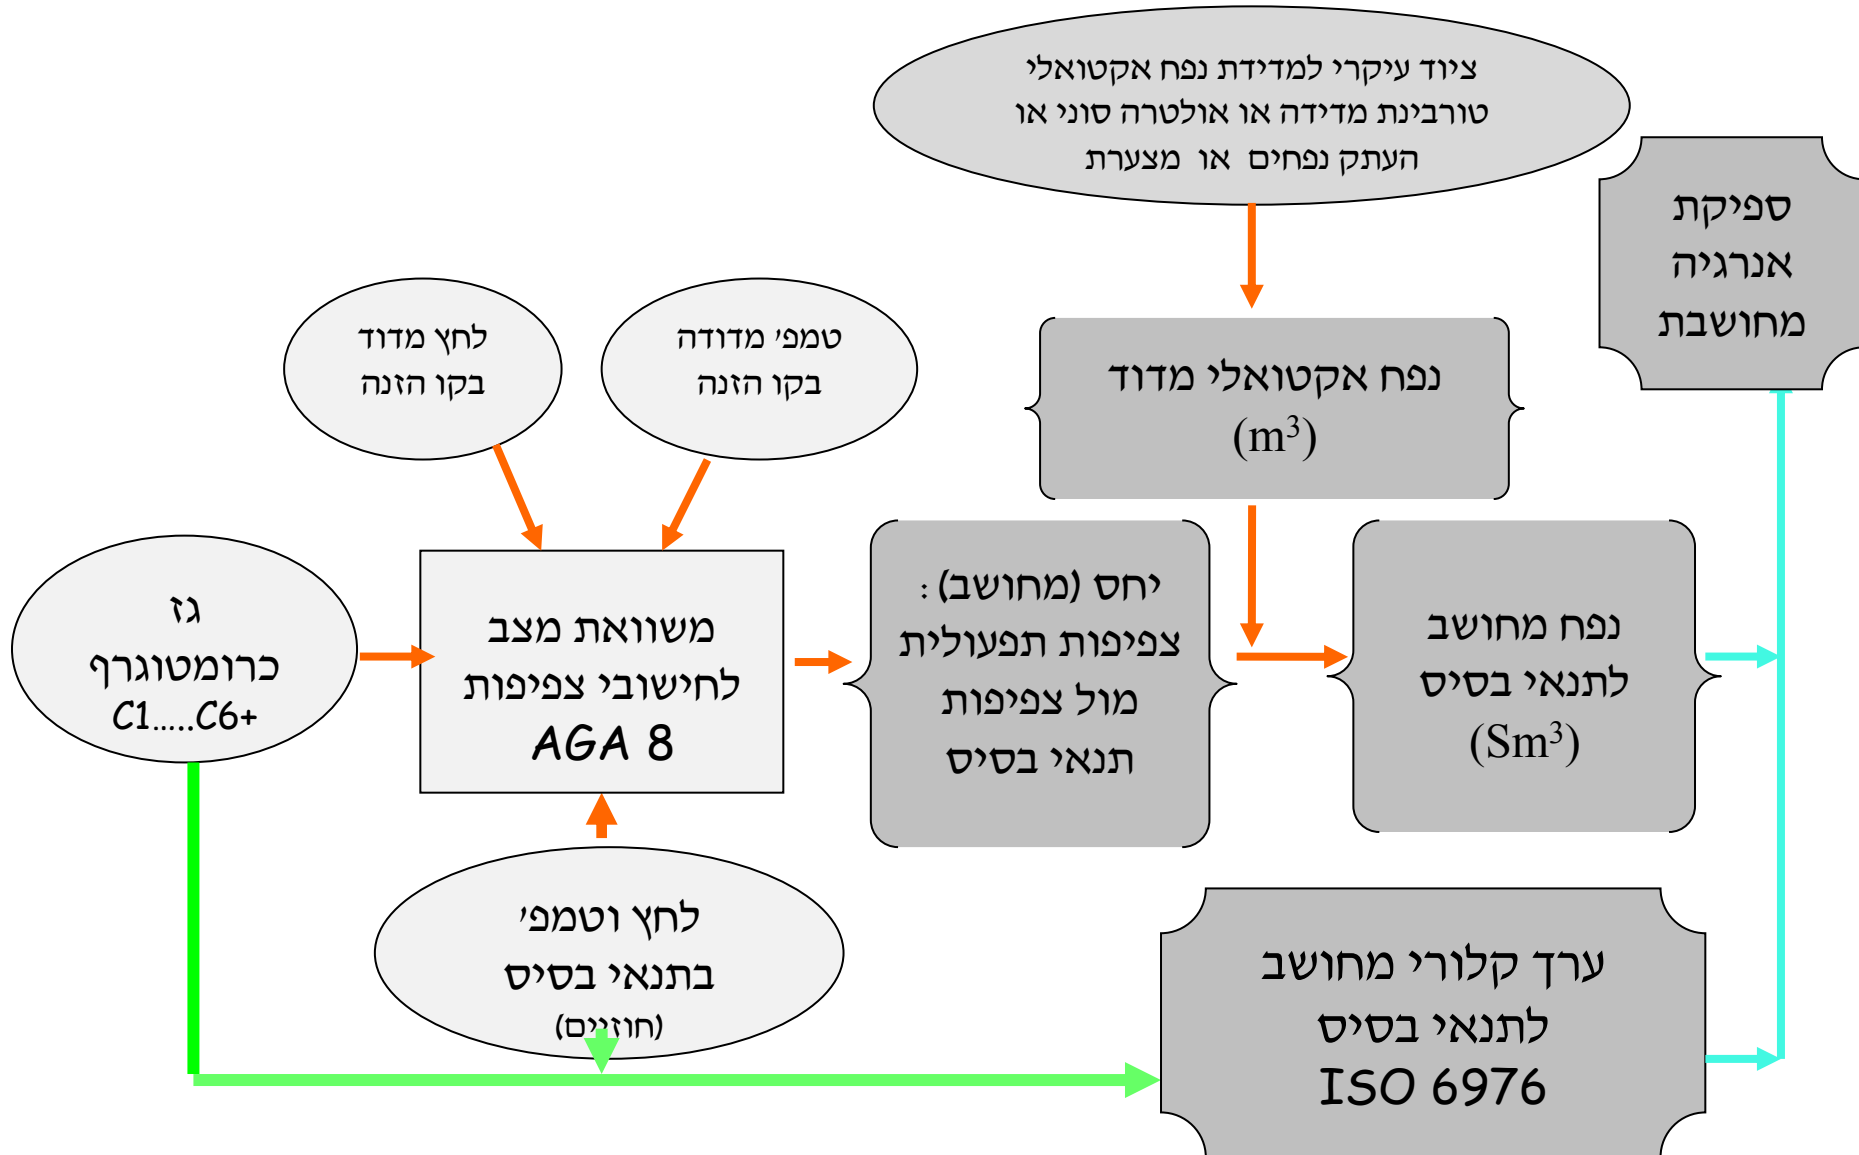 ציוד עיקרי למדידת נפח אקטואלי
טורבינת מדידה או אולטרה סוני או
העתק נפחים או מצערת
ספיקת
אנרגיה
מחושבת
לחץ מדוד
בקו הזנה
טמפ' מדודה
בקו הזנה
נפח אקטואלי מדוד
(m³)
גז
כרומטוגרף
C1.....C6+
משוואת מצב
לחישובי צפיפות
AGA 8
יחס (מחושב) :
צפיפות תפעולית
מול צפיפות
תנאי בסיס
נפח מחושב
לתנאי בסיס
(Sm³)
לחץ וטמפ'
בתנאי בסיס
(חוזיים)
ערך קלורי מחושב
לתנאי בסיס
ISO 6976